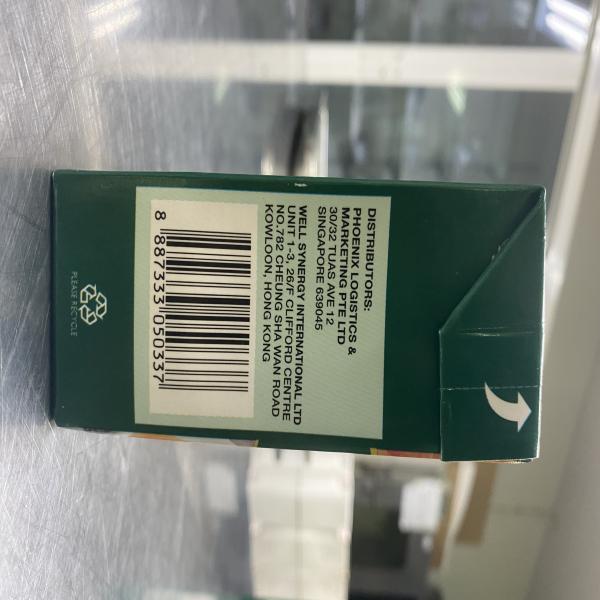 DISTRIBUTORS:
PHOENIX LOGISTICS &
MARKETING PTE LTD
30/32 TUAS AVE 12
SINGAPORE 639045
WELL SYNERGY INTERNATIONAL LTD
UNIT 1-3, 26/F CLIFFORD CENTRE
NO.782 CHEUNG SHA WAN ROAD
KOWLOON, HONG KONG
8 887333 050337
PLEASE RECYCLE